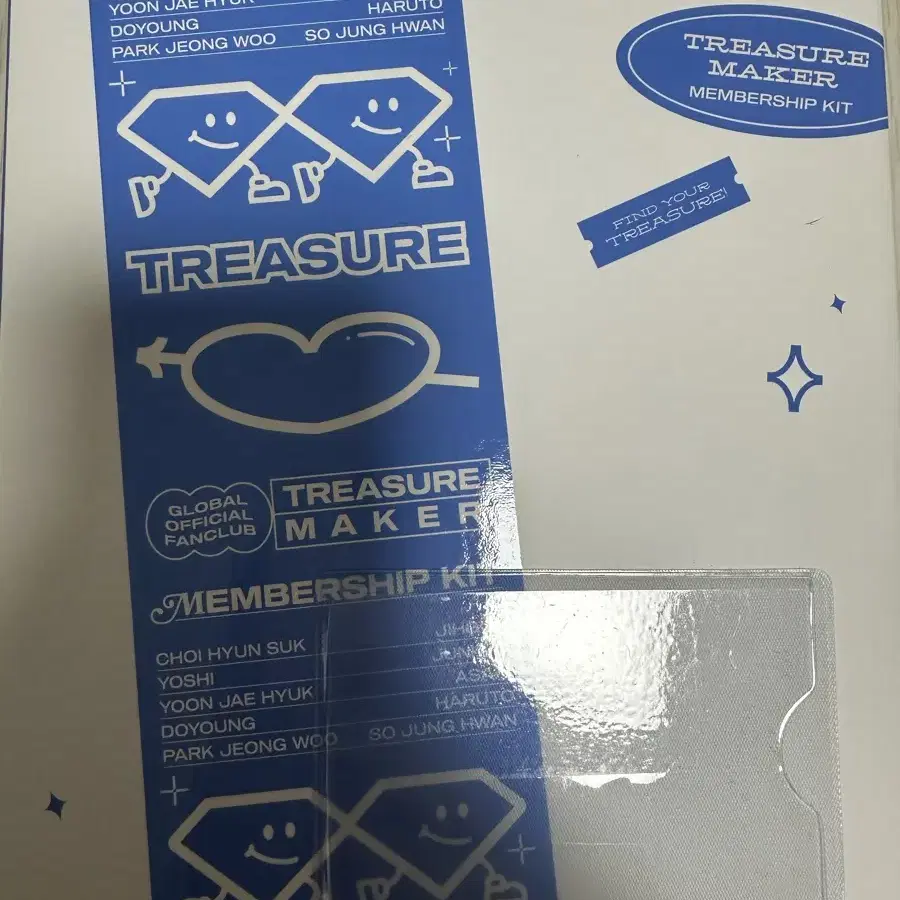 YOON JAE HYUK
HARUTO
DOYOUNG
PARK JEONG WOO SO JUNG HWAN
TREASURE
MAKER
MEMBERSHIP KIT
FIND YOUR
TREASURE!
TREASURE
GLOBAL
OFFICIAL
FANCLUB
TREASURE
MAKER
MEMBERSHIP KIT
CHOI HYUN SUK
YOSHI
YOON JAE HYUK
HARUTO
DOYOUNG
PARK JEONG WOO SO JUNG HWAN